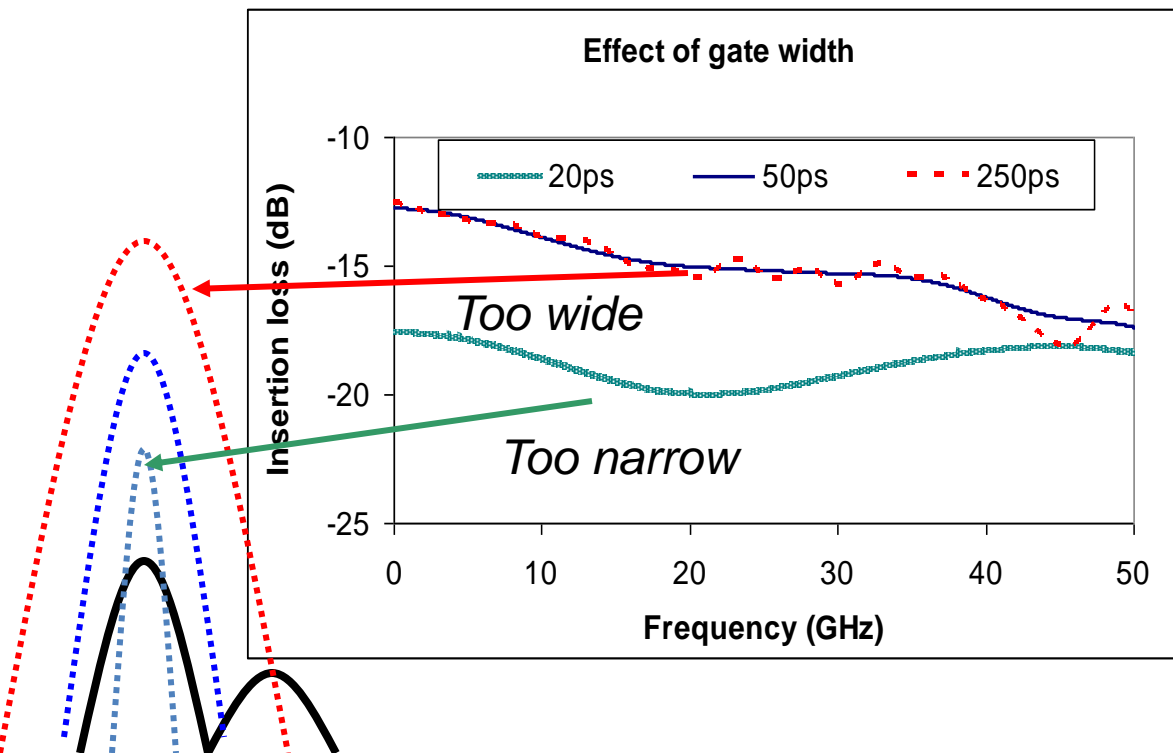 Effect of gate width
-10
20ps 50ps 250ps
-15
Too wide
-20
Too narrow
-25
Insertion loss (dB)
0 10 20 30 40 50
Frequency (GHz)